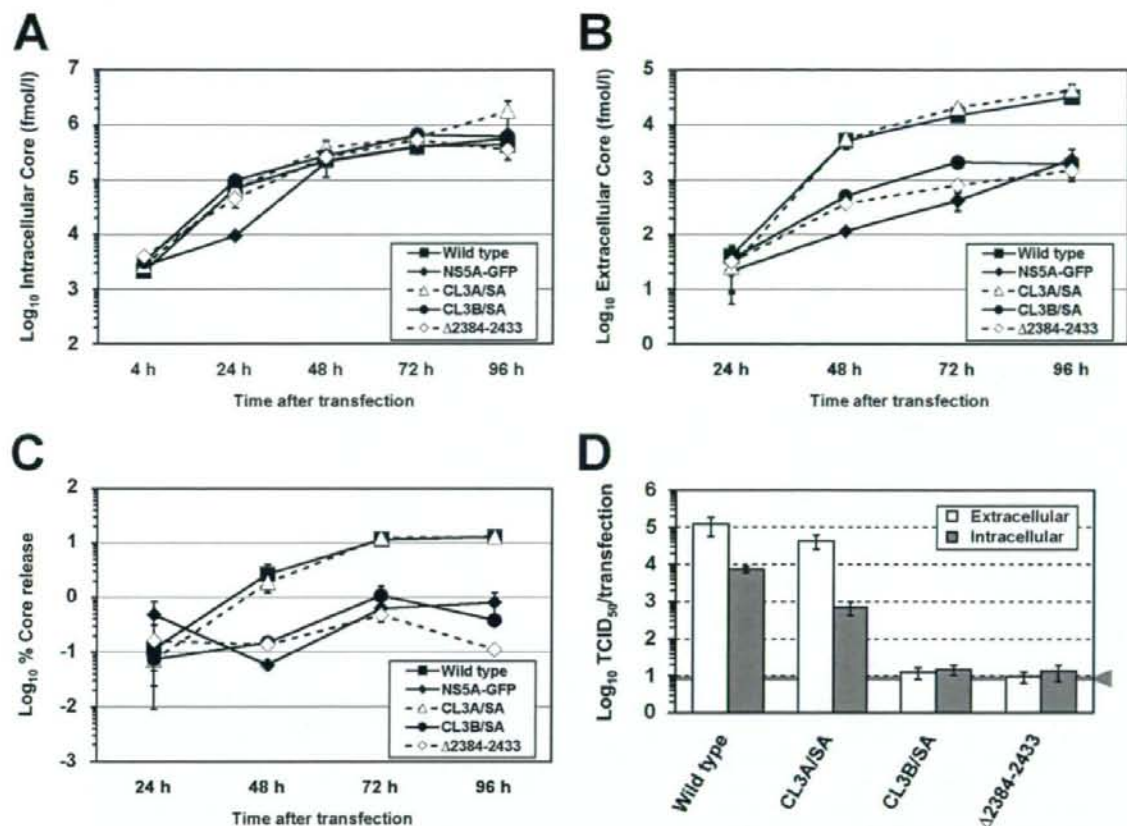 A
Log10 Intracellular Core (fmol/l)
7
6
5
4
3
2
4 h 24 h 48 h 72 h 96 h
Time after transfection
Wild type
NS5A-GFP
CL3A/SA
CL3B/SA
Δ2384-2433
B
Log10 Extracellular Core (fmol/l)
5
4
3
2
1
0
24 h 48 h 72 h 96 h
Time after transfection
Wild type
NS5A-GFP
CL3A/SA
CL3B/SA
Δ2384-2433
C
Log10 % Core release
2
1
0
-1
-2
-3
24 h 48 h 72 h 96 h
Time after transfection
Wild type
NS5A-GFP
CL3A/SA
CL3B/SA
Δ2384-2433
D
Log10 TCID50/transfection
6
5
4
3
2
1
0
Extracellular
Intracellular
Wild type
CL3A/SA
CL3B/SA
Δ2384-2433